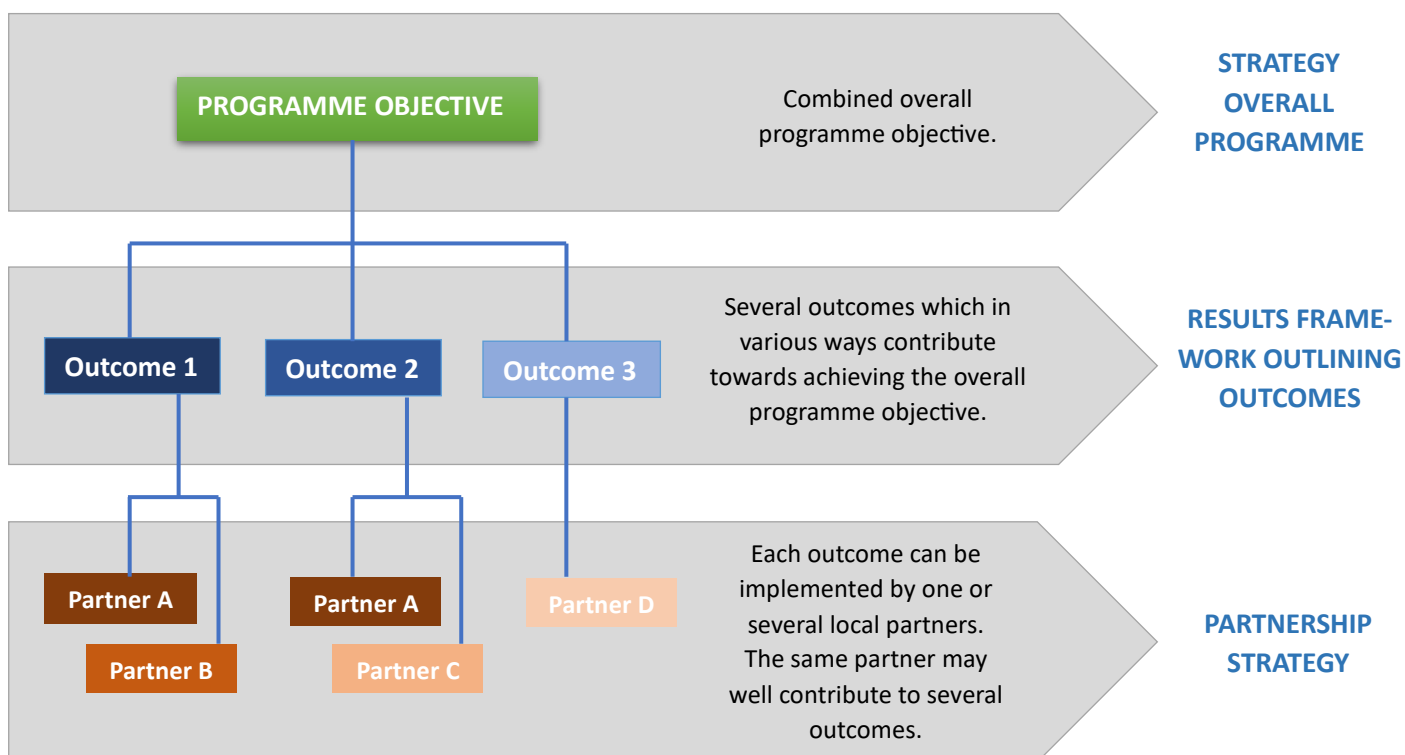 PROGRAMME OBJECTIVE
Combined overall
programme objective.
STRATEGY
OVERALL
PROGRAMME
Outcome 1
Outcome 2
Outcome 3
Several outcomes which in
various ways contribute
towards achieving the overall
programme objective.
RESULTS FRAME-
WORK OUTLINING
OUTCOMES
Partner A
Partner B
Partner A
Partner C
Partner D
Each outcome can be
implemented by one or
several local partners.
The same partner may
well contribute to several
outcomes.
PARTNERSHIP
STRATEGY